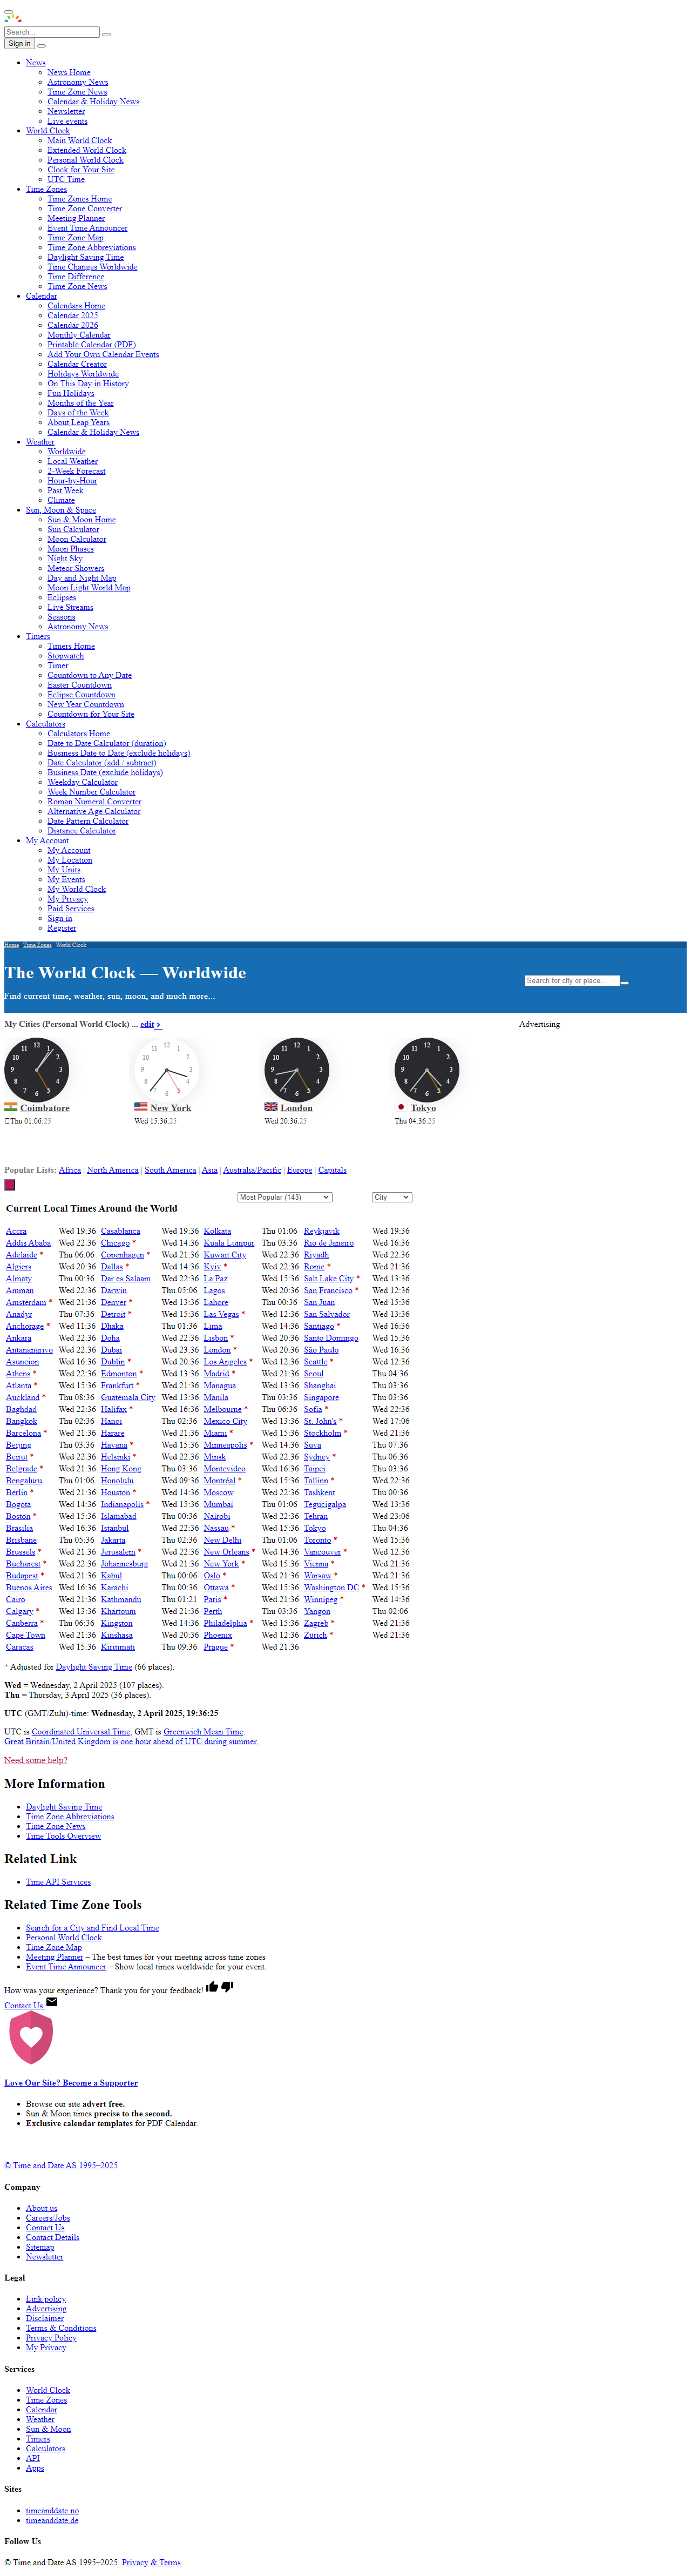 Search...
Sign in
News
News Home
Astronomy News
Time Zone News
Calendar & Holiday News
Newsletter
Live events
World Clock
Main World Clock
Extended World Clock
Personal World Clock
Clock for Your Site
UTC Time
Time Zones
Time Zones Home
Time Zone Converter
Meeting Planner
Event Time Announcer
Time Zone Map
Time Zone Abbreviations
Daylight Saving Time
Time Changes Worldwide
Time Difference
Time Zone News
Calendar
Calendars Home
Calendar 2025
Calendar 2026
Monthly Calendar
Printable Calendar (PDF)
Add Your Own Calendar Events
Calendar Creator
Holidays Worldwide
On This Day in History
Fun Holidays
Months of the Year
Days of the Week
About Leap Years
Calendar & Holiday News
Weather
Worldwide
Local Weather
2-Week Forecast
Hour-by-Hour
Past Week
Climate
Sun, Moon & Space
Sun & Moon Home
Sun Calculator
Moon Calculator
Moon Phases
Night Sky
Meteor Showers
Day and Night Map
Moon Light World Map
Eclipses
Live Streams
Seasons
Astronomy News
Timers
Timers Home
Stopwatch
Timer
Countdown to Any Date
Easter Countdown
Eclipse Countdown
New Year Countdown
Countdown for Your Site
Calculators
Calculators Home
Date to Date Calculator (duration)
Business Date to Date (exclude holidays)
Date Calculator (add / subtract)
Business Date (exclude holidays)
Weekday Calculator
Week Number Calculator
Roman Numeral Converter
Alternative Age Calculator
Date Pattern Calculator
Distance Calculator
My Account
My Account
My Location
My Units
My Events
My World Clock
My Privacy
Paid Services
Sign in
Register
Home Time Zones World Clock
The World Clock — Worldwide
Search for city or place...
Find current time, weather, sun, moon, and much more...
My Cities (Personal World Clock) ... edit
Advertising
Coimbatore New York London Tokyo
Thu 01:06:25 Wed 15:36:25 Wed 20:36:25 Thu 04:36:25
Popular Lists: Africa | North America | South America | Asia | Australia/Pacific | Europe | Capitals
Most Popular (143) City
Current Local Times Around the World
Accra Wed 19:36 Casablanca Wed 19:36 Kolkata Thu 01:06 Reykjavik Wed 19:36
Addis Ababa Wed 22:36 Chicago * Wed 14:36 Kuala Lumpur Thu 03:36 Rio de Janeiro Wed 16:36
Adelaide * Thu 06:06 Copenhagen * Wed 21:36 Kuwait City Wed 22:36 Riyadh Wed 22:36
Algiers Wed 20:36 Dallas * Wed 14:36 Kyiv * Wed 22:36 Rome * Wed 21:36
Almaty Thu 00:36 Dar es Salaam Wed 22:36 La Paz Wed 15:36 Salt Lake City * Wed 13:36
Amman Wed 22:36 Darwin Thu 05:06 Lagos Wed 20:36 San Francisco * Wed 12:36
Amsterdam * Wed 21:36 Denver * Wed 13:36 Lahore Thu 00:36 San Juan Wed 15:36
Anadyr Thu 07:36 Detroit * Wed 15:36 Las Vegas * Wed 12:36 San Salvador Wed 13:36
Anchorage * Wed 11:36 Dhaka Thu 01:36 Lima Wed 14:36 Santiago * Wed 16:36
Ankara Wed 22:36 Doha Wed 22:36 Lisbon * Wed 20:36 Santo Domingo Wed 15:36
Antananarivo Wed 22:36 Dubai Wed 23:36 London * Wed 20:36 São Paulo Wed 16:36
Asuncion Wed 16:36 Dublin * Wed 20:36 Los Angeles * Wed 12:36 Seattle * Wed 12:36
Athens * Wed 22:36 Edmonton * Wed 13:36 Madrid * Wed 21:36 Seoul Thu 04:36
Atlanta * Wed 15:36 Frankfurt * Wed 21:36 Managua Wed 13:36 Shanghai Thu 03:36
Auckland * Thu 08:36 Guatemala City Wed 13:36 Manila Thu 03:36 Singapore Thu 03:36
Baghdad Wed 22:36 Halifax * Wed 16:36 Melbourne * Thu 06:36 Sofia * Wed 22:36
Bangkok Thu 02:36 Hanoi Thu 02:36 Mexico City Wed 13:36 St. John's * Wed 17:06
Barcelona * Wed 21:36 Harare Wed 21:36 Miami * Wed 15:36 Stockholm * Wed 21:36
Beijing Thu 03:36 Havana * Wed 15:36 Minneapolis * Wed 14:36 Suva Thu 07:36
Beirut * Wed 22:36 Helsinki * Wed 22:36 Minsk Wed 22:36 Sydney * Thu 06:36
Belgrade * Wed 21:36 Hong Kong Thu 03:36 Montevideo Wed 16:36 Taipei Thu 03:36
Bengaluru Thu 01:06 Honolulu Wed 09:36 Montréal * Wed 15:36 Tallinn * Wed 22:36
Berlin * Wed 21:36 Houston * Wed 14:36 Moscow Wed 22:36 Tashkent Thu 00:36
Bogota Wed 14:36 Indianapolis * Wed 15:36 Mumbai Thu 01:06 Tegucigalpa Wed 13:36
Boston * Wed 15:36 Islamabad Thu 00:36 Nairobi Wed 22:36 Tehran Wed 23:06
Brasilia Wed 16:36 Istanbul Wed 22:36 Nassau * Wed 15:36 Tokyo Thu 04:36
Brisbane Thu 05:36 Jakarta Thu 02:36 New Delhi Thu 01:06 Toronto * Wed 15:36
Brussels * Wed 21:36 Jerusalem * Wed 22:36 New Orleans * Wed 14:36 Vancouver * Wed 12:36
Bucharest * Wed 22:36 Johannesburg Wed 21:36 New York * Wed 15:36 Vienna * Wed 21:36
Budapest * Wed 21:36 Kabul Thu 00:06 Oslo * Wed 21:36 Warsaw * Wed 21:36
Buenos Aires Wed 16:36 Karachi Thu 00:36 Ottawa * Wed 15:36 Washington DC * Wed 15:36
Cairo Wed 21:36 Kathmandu Thu 01:21 Paris * Wed 21:36 Winnipeg * Wed 14:36
Calgary * Wed 13:36 Khartoum Wed 21:36 Perth Thu 03:36 Yangon Thu 02:06
Canberra * Thu 06:36 Kingston Wed 14:36 Philadelphia * Wed 15:36 Zagreb * Wed 21:36
Cape Town Wed 21:36 Kinshasa Wed 20:36 Phoenix Wed 12:36 Zürich * Wed 21:36
Caracas Wed 15:36 Kiritimati Thu 09:36 Prague * Wed 21:36
* Adjusted for Daylight Saving Time (66 places).
Wed = Wednesday, 2 April 2025 (107 places).
Thu = Thursday, 3 April 2025 (36 places).
UTC (GMT/Zulu)-time: Wednesday, 2 April 2025, 19:36:25
UTC is Coordinated Universal Time, GMT is Greenwich Mean Time.
Great Britain/United Kingdom is one hour ahead of UTC during summer.
Need some help?
More Information
Daylight Saving Time
Time Zone Abbreviations
Time Zone News
Time Tools Overview
Related Link
Time API Services
Related Time Zone Tools
Search for a City and Find Local Time
Personal World Clock
Time Zone Map
Meeting Planner – The best times for your meeting across time zones
Event Time Announcer – Show local times worldwide for your event.
How was your experience? Thank you for your feedback!
Contact Us
Love Our Site? Become a Supporter
Browse our site advert free.
Sun & Moon times precise to the second.
Exclusive calendar templates for PDF Calendar.
© Time and Date AS 1995–2025
Company
About us
Careers/Jobs
Contact Us
Contact Details
Sitemap
Newsletter
Legal
Link policy
Advertising
Disclaimer
Terms & Conditions
Privacy Policy
My Privacy
Services
World Clock
Time Zones
Calendar
Weather
Sun & Moon
Timers
Calculators
API
Apps
Sites
timeanddate.no
timeanddate.de
Follow Us
© Time and Date AS 1995–2025. Privacy & Terms